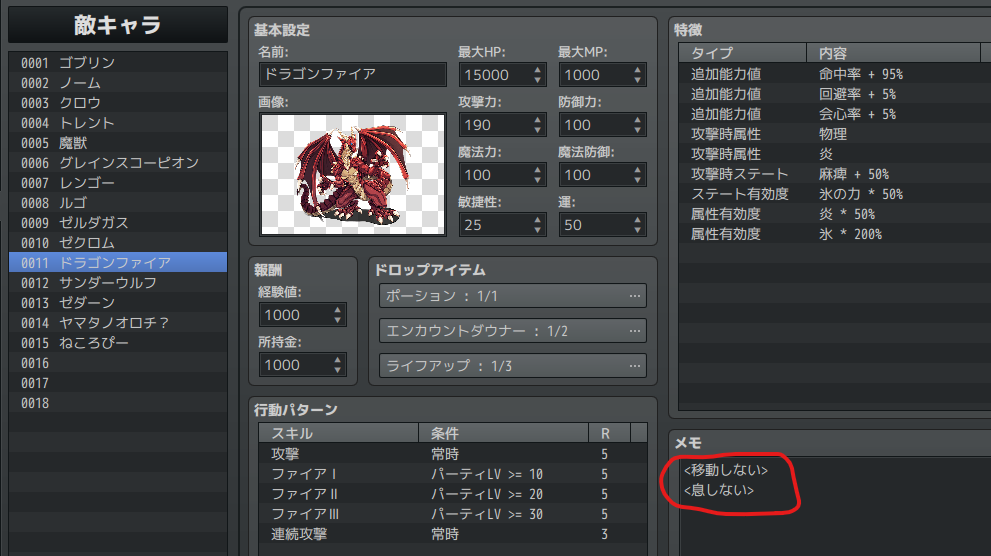 敵キャラ
0001 ゴブリン
0002 ノーム
0003 クロウ
0004 トレント
0005 魔獣
0006 グレインスコーピオン
0007 レンゴー
0008 ルゴ
0009 ゼルダガス
0010 ゼクロム
0011 ドラゴンファイア
0012 サンダーウルフ
0013 ゼダーン
0014 ヤマタノオロチ？
0015 ねころぴー
0016
0017
0018
基本設定
名前:
ドラゴンファイア
画像:
最大HP:
15000
最大MP:
1000
攻撃力:
190
防御力:
100
魔法力:
100
魔法防御:
100
敏捷性:
25
運:
50
報酬
経験値:
1000
所持金:
1000
ドロップアイテム
ポーション : 1/1 ...
エンカウントダウナー : 1/2 ...
ライフアップ : 1/3 ...
行動パターン
スキル 条件 R
攻撃 常時 5
ファイアⅠ パーティLV >= 10 5
ファイアⅡ パーティLV >= 20 5
ファイアⅢ パーティLV >= 30 5
連続攻撃 常時 3
特徴
タイプ 内容
追加能力値 命中率 + 95%
追加能力値 回避率 + 5%
追加能力値 会心率 + 5%
攻撃時属性 物理
攻撃時属性 炎
攻撃時ステート 麻痺 + 50%
ステート有効度 氷の力 * 50%
属性有効度 炎 * 50%
属性有効度 氷 * 200%
メモ
<移動しない>
<息しない>